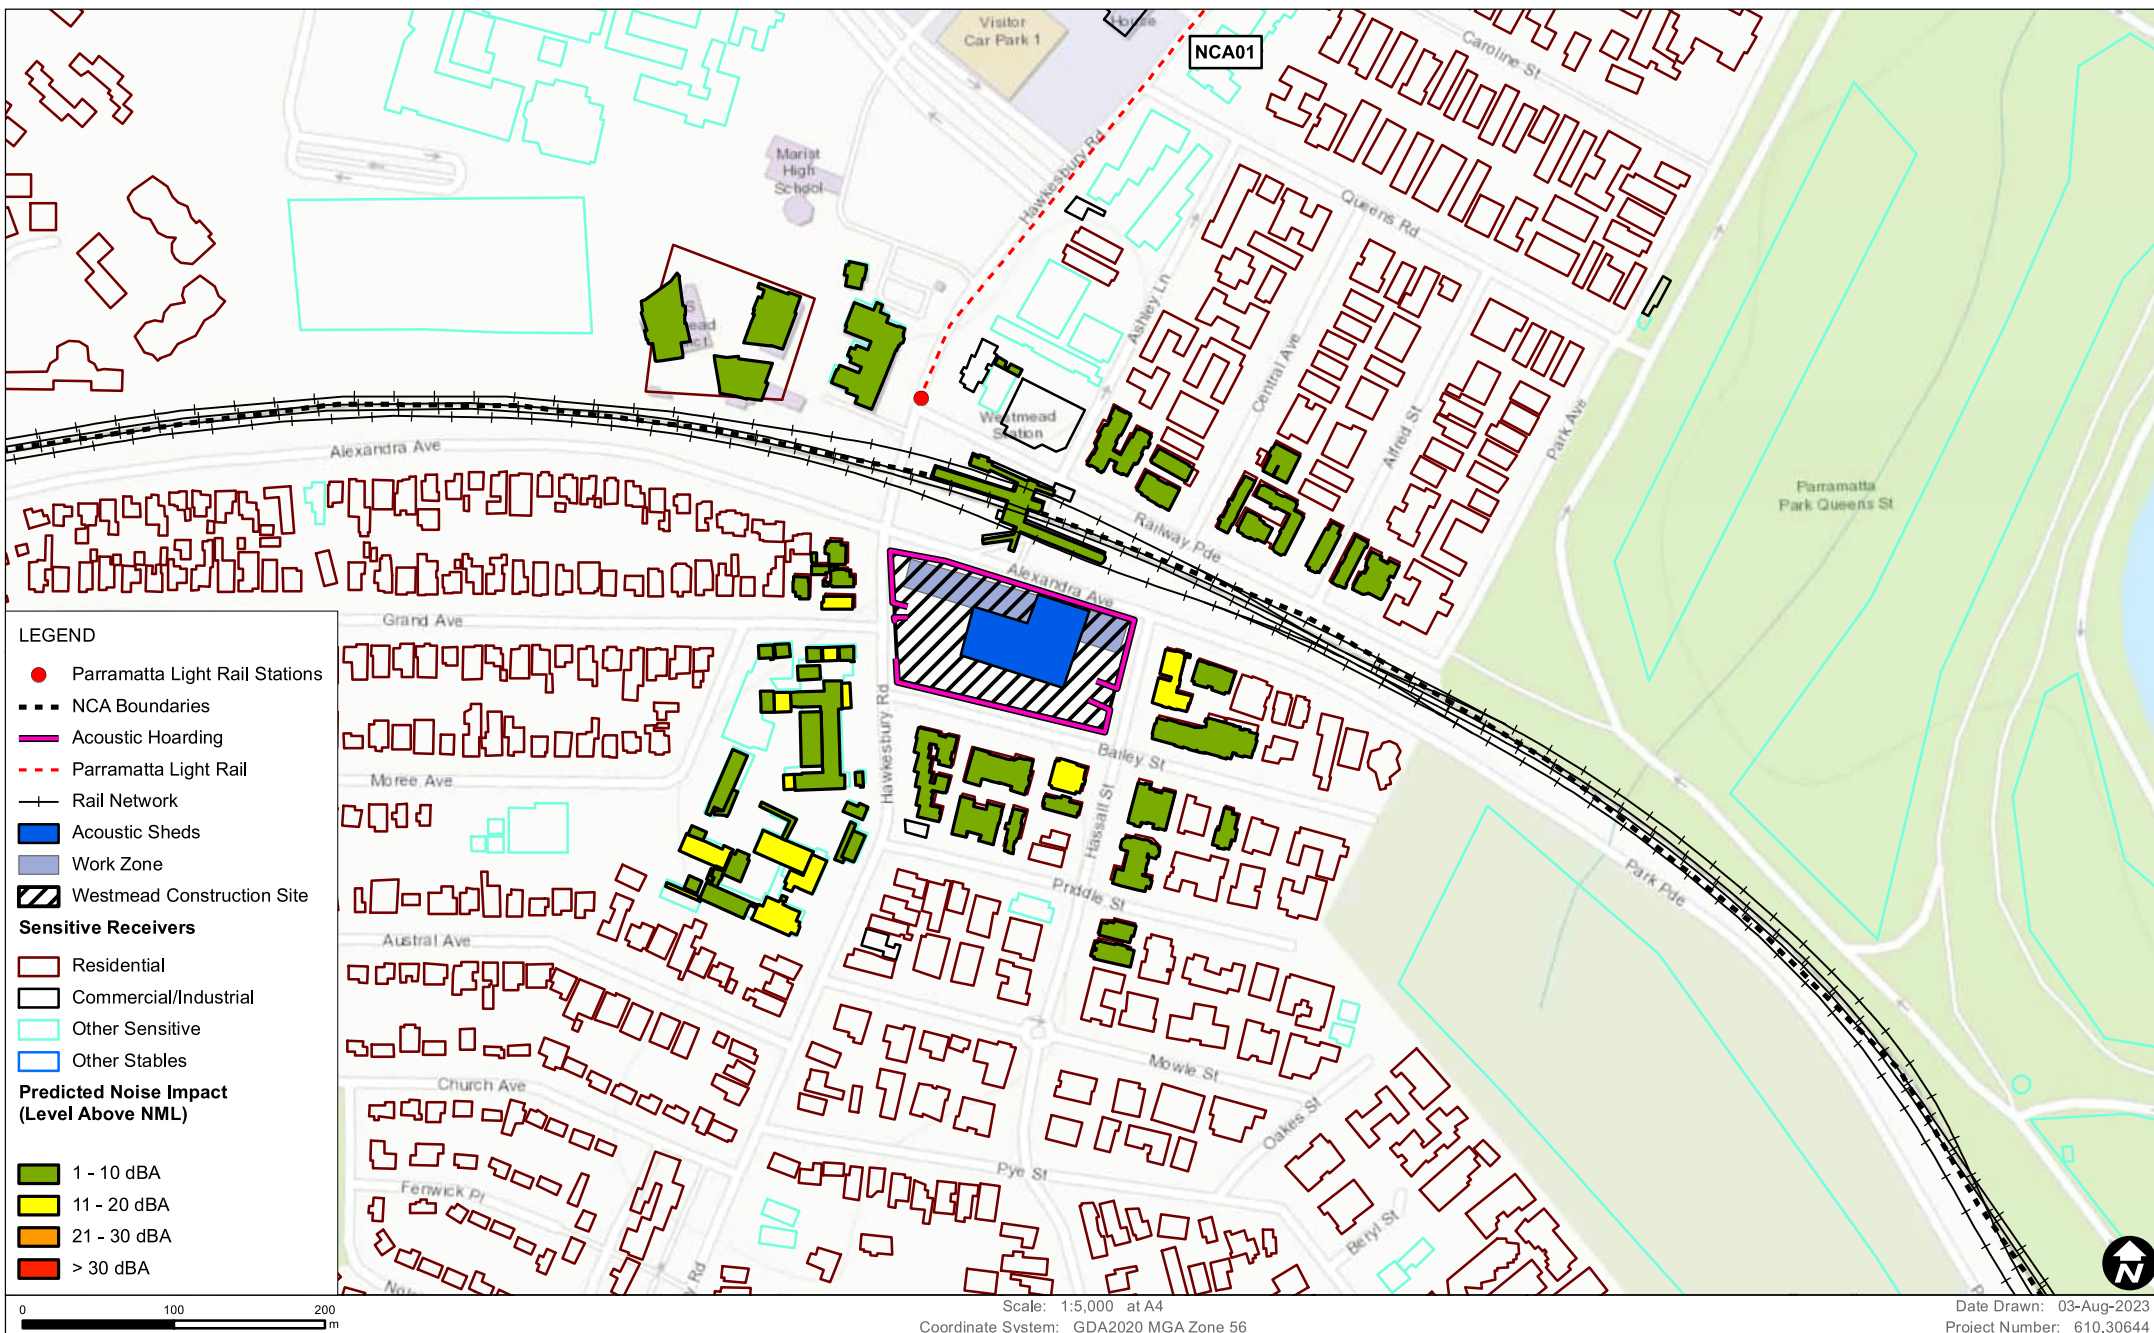 Visitor
Car Park 1
House
NCA01
Caroline St
Marist
High
School
Hawkesbury Rd
Queens Rd
Ashley Ln
Central Ave
Alfred St
Park Ave
Westmead
Station
Parramatta
Park Queens St
Alexandra Ave
Railway Pde
Alexandra Ave
Grand Ave
Hawkesbury Rd
Moree Ave
Bailey St
Hassall St
Priddle St
Park Pde
Austral Ave
Mowle St
Church Ave
Oakes St
Pye St
Fenwick Pl
Beryl St
Rd
LEGEND
Parramatta Light Rail Stations
NCA Boundaries
Acoustic Hoarding
Parramatta Light Rail
Rail Network
Acoustic Sheds
Work Zone
Westmead Construction Site
Sensitive Receivers
Residential
Commercial/Industrial
Other Sensitive
Other Stables
Predicted Noise Impact
(Level Above NML)
1 - 10 dBA
11 - 20 dBA
21 - 30 dBA
> 30 dBA
N
0 100 200
m
Scale: 1:5,000 at A4
Coordinate System: GDA2020 MGA Zone 56
Date Drawn: 03-Aug-2023
Project Number: 610.30644